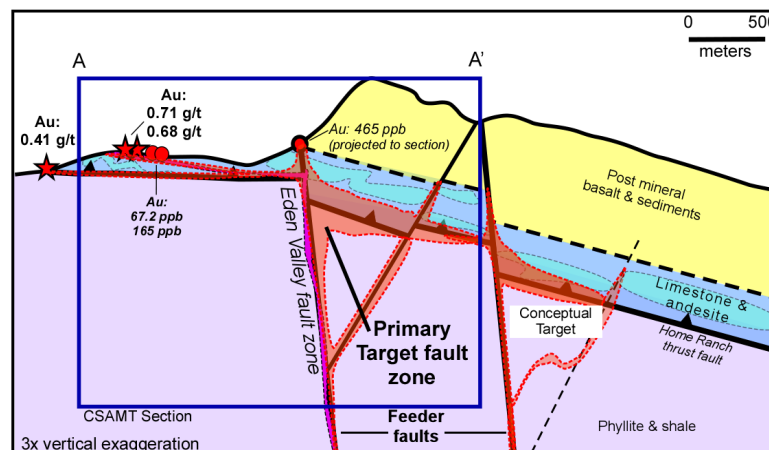 0 500
meters
A
A'
Au:
0.71 g/t
0.68 g/t
Au:
0.41 g/t
Au: 465 ppb
(projected to section)
Au:
67.2 ppb
165 ppb
Post mineral
basalt & sediments
Eden Valley fault zone
Limestone &
andesite
Conceptual
Target
Home Ranch
thrust fault
Primary
Target fault
zone
CSAMT Section
Feeder
faults
Phyllite & shale
3x vertical exaggeration